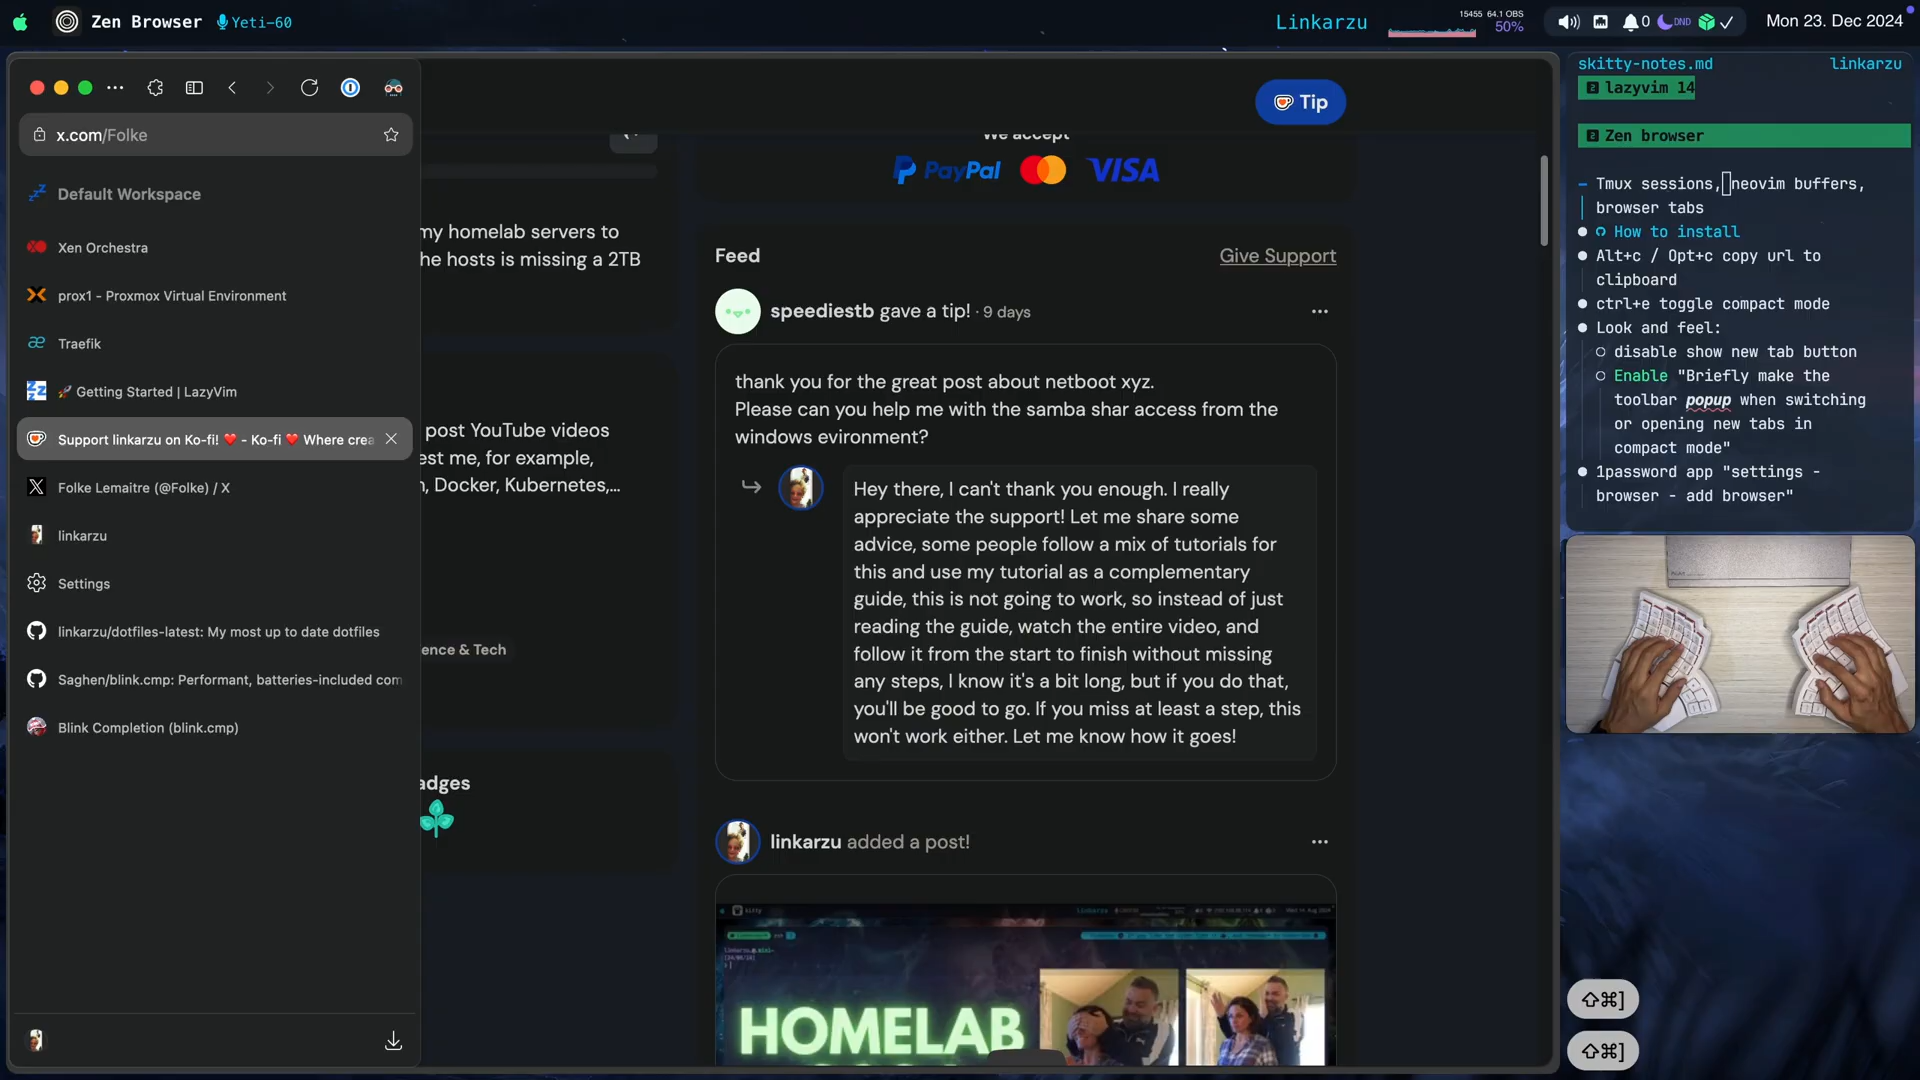 Zen Browser
Yeti-60
Linkarzu
15455 64.1 OBS
50%
0
DND
Mon 23. Dec 2024
x.com/Folke
Default Workspace
Xen Orchestra
prox1 - Proxmox Virtual Environment
Traefik
🚀 Getting Started | LazyVim
Support linkarzu on Ko-fi! ❤️ - Ko-fi ❤️ Where crea
Folke Lemaitre (@Folke) / X
linkarzu
Settings
linkarzu/dotfiles-latest: My most up to date dotfiles
Saghen/blink.cmp: Performant, batteries-included com
Blink Completion (blink.cmp)
my homelab servers to
he hosts is missing a 2TB
post YouTube videos
est me, for example,
, Docker, Kubernetes,...
ence & Tech
adges
Tip
We accept
PayPal
VISA
Feed
Give Support
speediestb gave a tip! · 9 days
thank you for the great post about netboot xyz.
Please can you help me with the samba shar access from the
windows evironment?
Hey there, I can't thank you enough. I really
appreciate the support! Let me share some
advice, some people follow a mix of tutorials for
this and use my tutorial as a complementary
guide, this is not going to work, so instead of just
reading the guide, watch the entire video, and
follow it from the start to finish without missing
any steps, I know it's a bit long, but if you do that,
you'll be good to go. If you miss at least a step, this
won't work either. Let me know how it goes!
linkarzu added a post!
HOMELAB
skitty-notes.md
linkarzu
2 lazyvim 14
2 Zen browser
– Tmux sessions, neovim buffers,
browser tabs
How to install
Alt+c / Opt+c copy url to
clipboard
ctrl+e toggle compact mode
Look and feel:
disable show new tab button
Enable "Briefly make the
toolbar popup when switching
or opening new tabs in
compact mode"
1password app "settings -
browser - add browser"
⇧⌘]
⇧⌘]